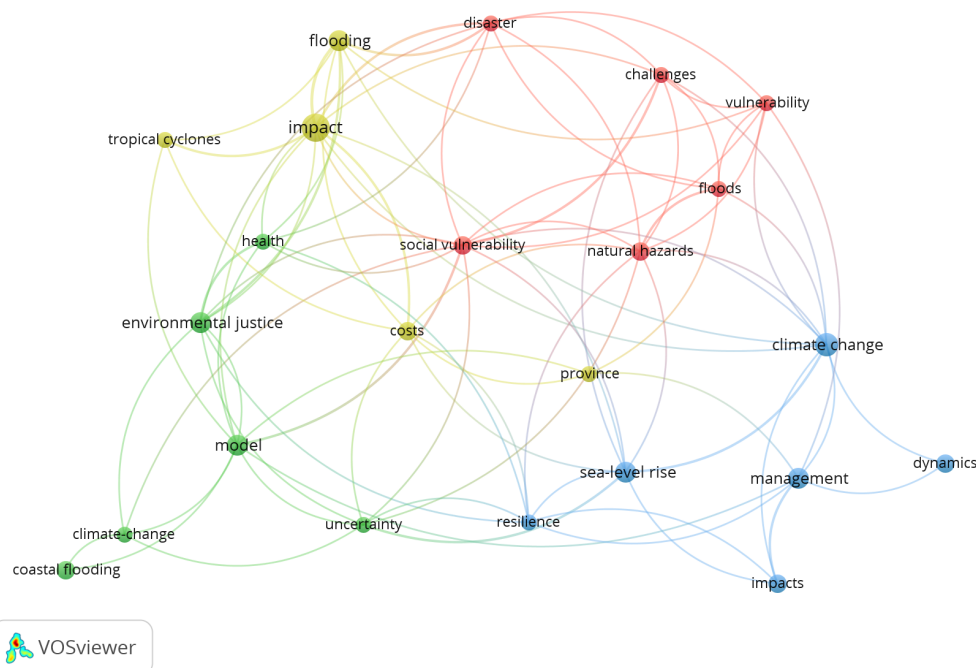 disaster
flooding
challenges
vulnerability
impact
tropical cyclones
floods
health
social vulnerability
natural hazards
environmental justice
costs
climate change
province
model
dynamics
sea-level rise
management
resilience
uncertainty
climate-change
coastal flooding
impacts
VOSviewer